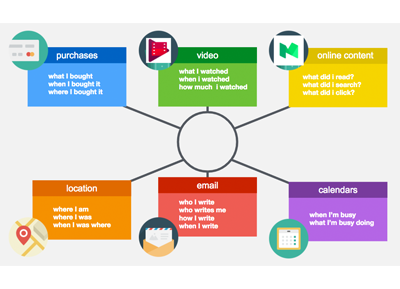 purchases
what I bought
when I bought it
where I bought it
video
what I watched
when i watched
how much i watched
online content
what did i read?
what did I search?
what did I click?
location
where I am
where I was
when I was where
email
who I write
who writes me
how I write
when I write
calendars
when I'm busy
what I'm busy doing